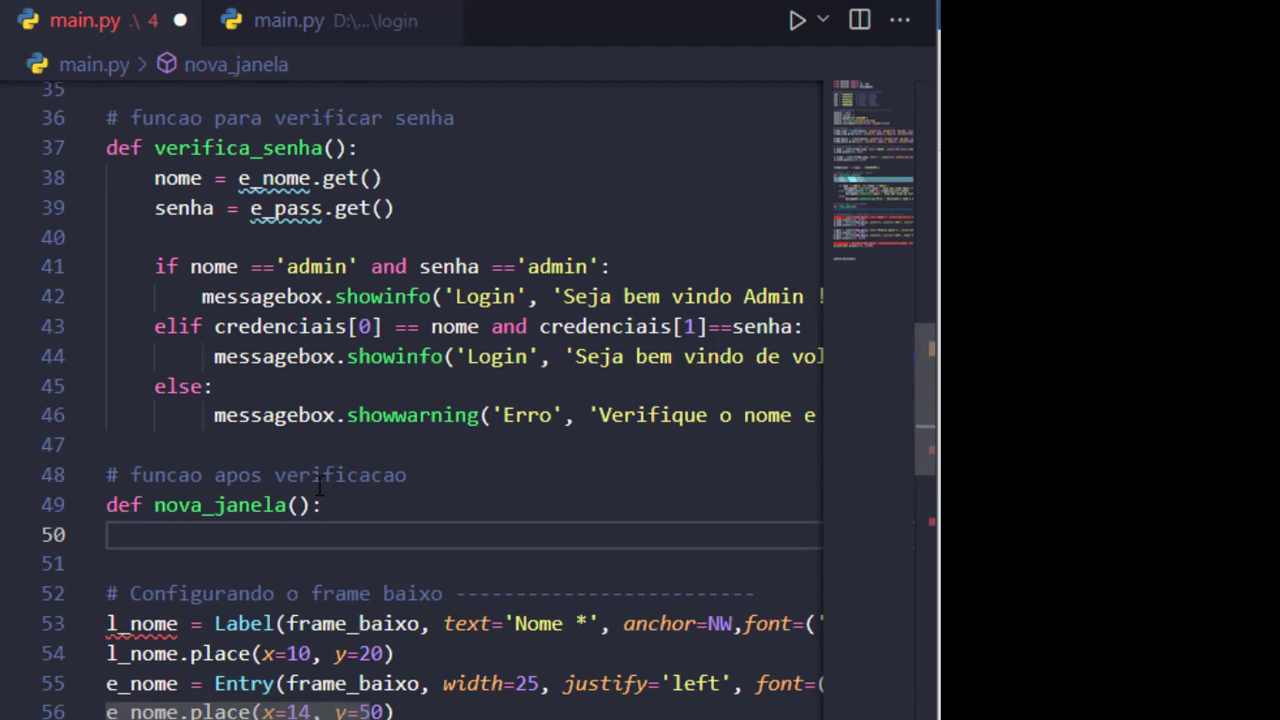 main.py .\ 4 main.py D:\...\login
main.py > nova_janela
35
36 # funcao para verificar senha
37 def verifica_senha():
38 nome = e_nome.get()
39 senha = e_pass.get()
40
41 if nome =='admin' and senha =='admin':
42 messagebox.showinfo('Login', 'Seja bem vindo Admin !
43 elif credenciais[0] == nome and credenciais[1]==senha:
44 messagebox.showinfo('Login', 'Seja bem vindo de vol
45 else:
46 messagebox.showwarning('Erro', 'Verifique o nome e
47
48 # funcao apos verificacao
49 def nova_janela():
50
51
52 # Configurando o frame baixo -------------------------
53 l_nome = Label(frame_baixo, text='Nome *', anchor=NW,font=('
54 l_nome.place(x=10, y=20)
55 e_nome = Entry(frame_baixo, width=25, justify='left', font=(
56 e_nome.place(x=14, y=50)